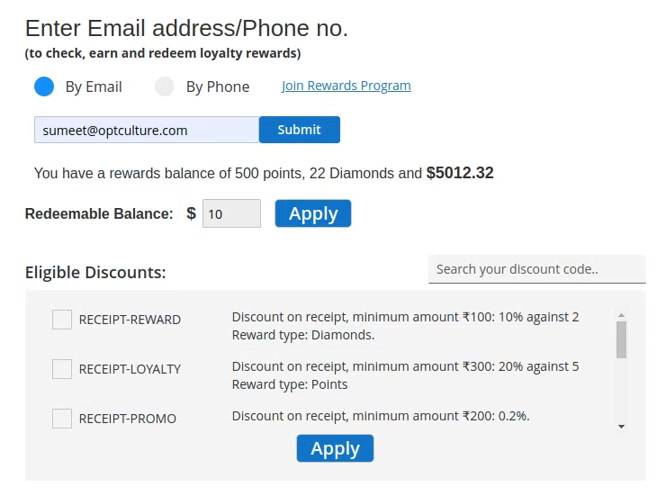 Enter Email address/Phone no.
(to check, earn and redeem loyalty rewards)
By Email By Phone Join Rewards Program
sumeet@optculture.com Submit
You have a rewards balance of 500 points, 22 Diamonds and $5012.32
Redeemable Balance: $ 10 Apply
Eligible Discounts: Search your discount code..
RECEIPT-REWARD Discount on receipt, minimum amount ₹100: 10% against 2
Reward type: Diamonds.
RECEIPT-LOYALTY Discount on receipt, minimum amount ₹300: 20% against 5
Reward type: Points
RECEIPT-PROMO Discount on receipt, minimum amount ₹200: 0.2%.
Apply